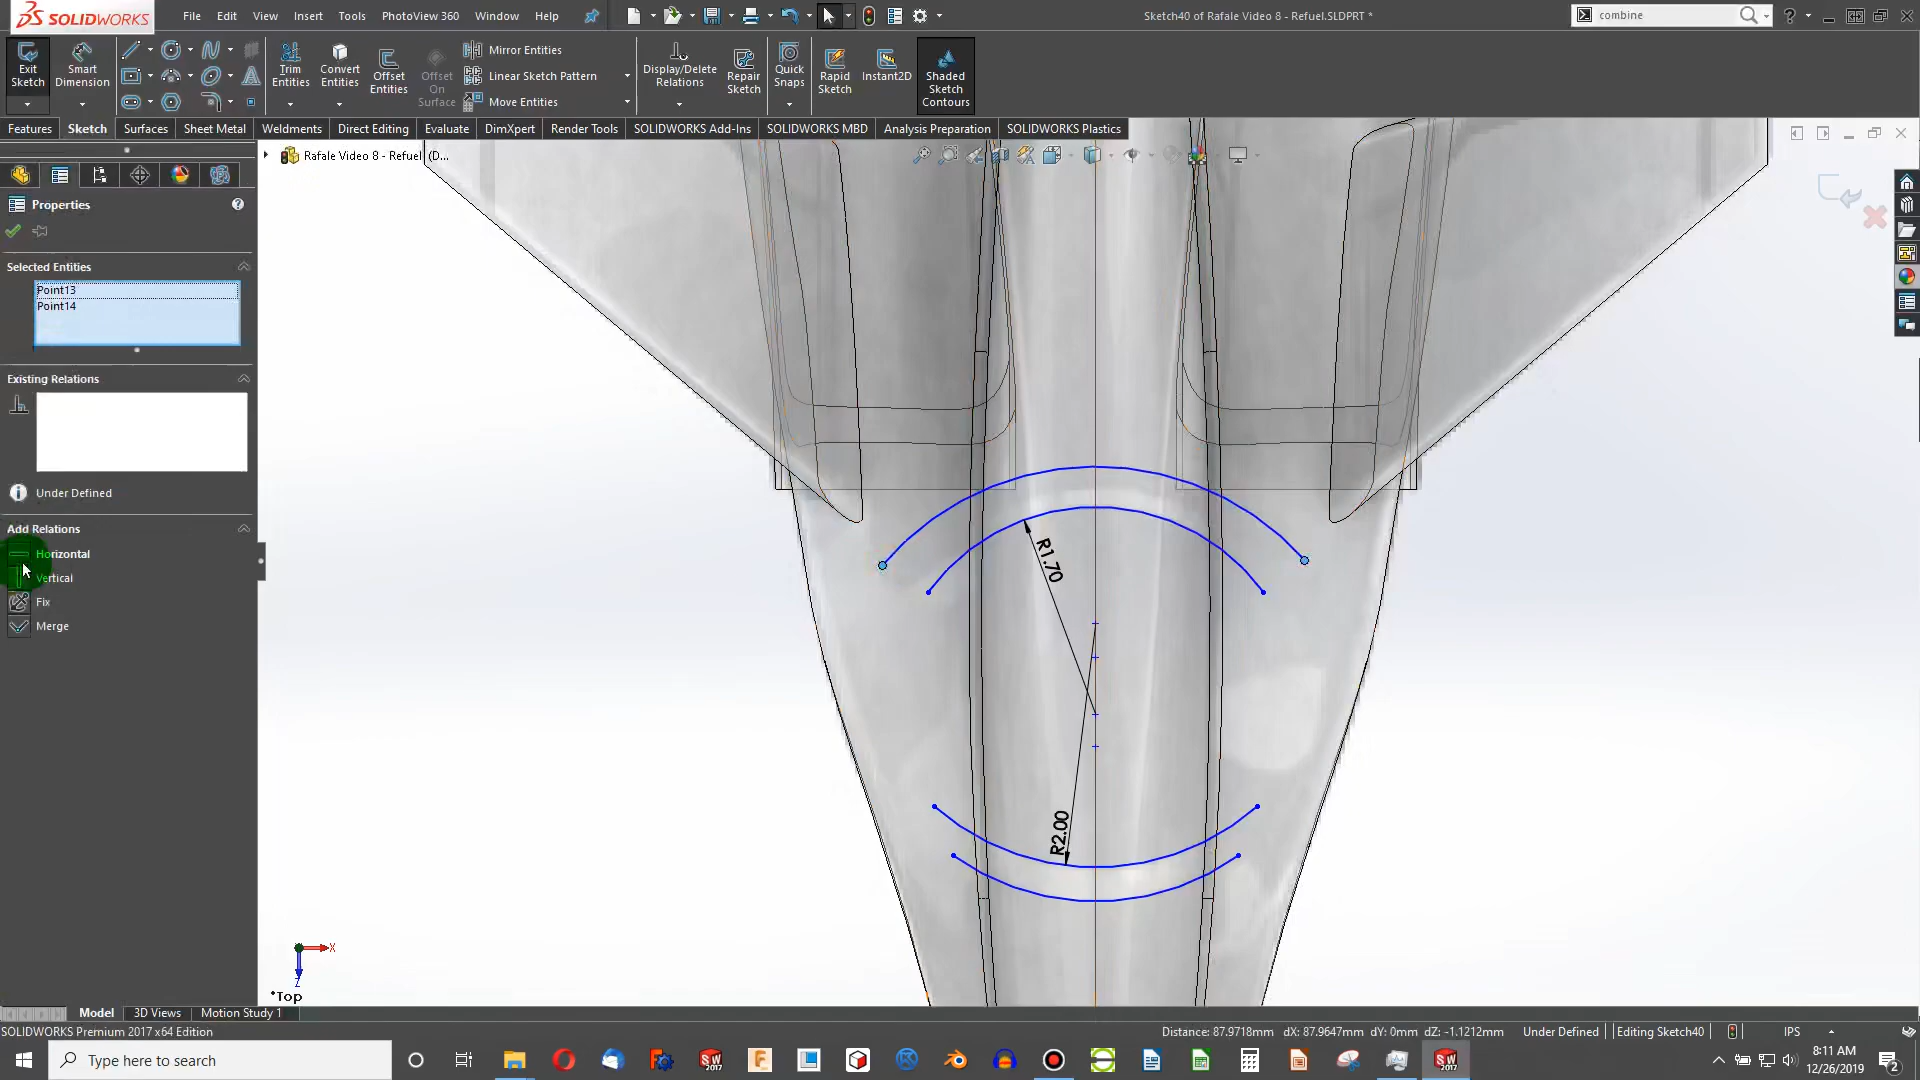 SOLIDWORKS
File Edit View Insert Tools PhotoView 360 Window Help
Sketch40 of Rafale Video 8 - Refuel.SLDPRT *
combine
Exit Sketch
Smart Dimension
Trim Entities
Convert Entities
Offset Entities
Offset On Surface
Mirror Entities
Linear Sketch Pattern
Move Entities
Display/Delete Relations
Repair Sketch
Quick Snaps
Rapid Sketch
Instant2D
Shaded Sketch Contours
Features Sketch Surfaces Sheet Metal Weldments Direct Editing Evaluate DimXpert Render Tools SOLIDWORKS Add-Ins SOLIDWORKS MBD Analysis Preparation SOLIDWORKS Plastics
Rafale Video 8 - Refuel (D...
Properties
Selected Entities
Point13
Point14
Existing Relations
Under Defined
Add Relations
Horizontal
Vertical
Fix
Merge
R1.70
R2.00
X
Z
*Top
Model 3D Views Motion Study 1
SOLIDWORKS Premium 2017 x64 Edition
Distance: 87.9718mm dX: 87.9647mm dY: 0mm dZ: -1.1212mm Under Defined Editing Sketch40 IPS
Type here to search
8:11 AM
12/26/2019
2